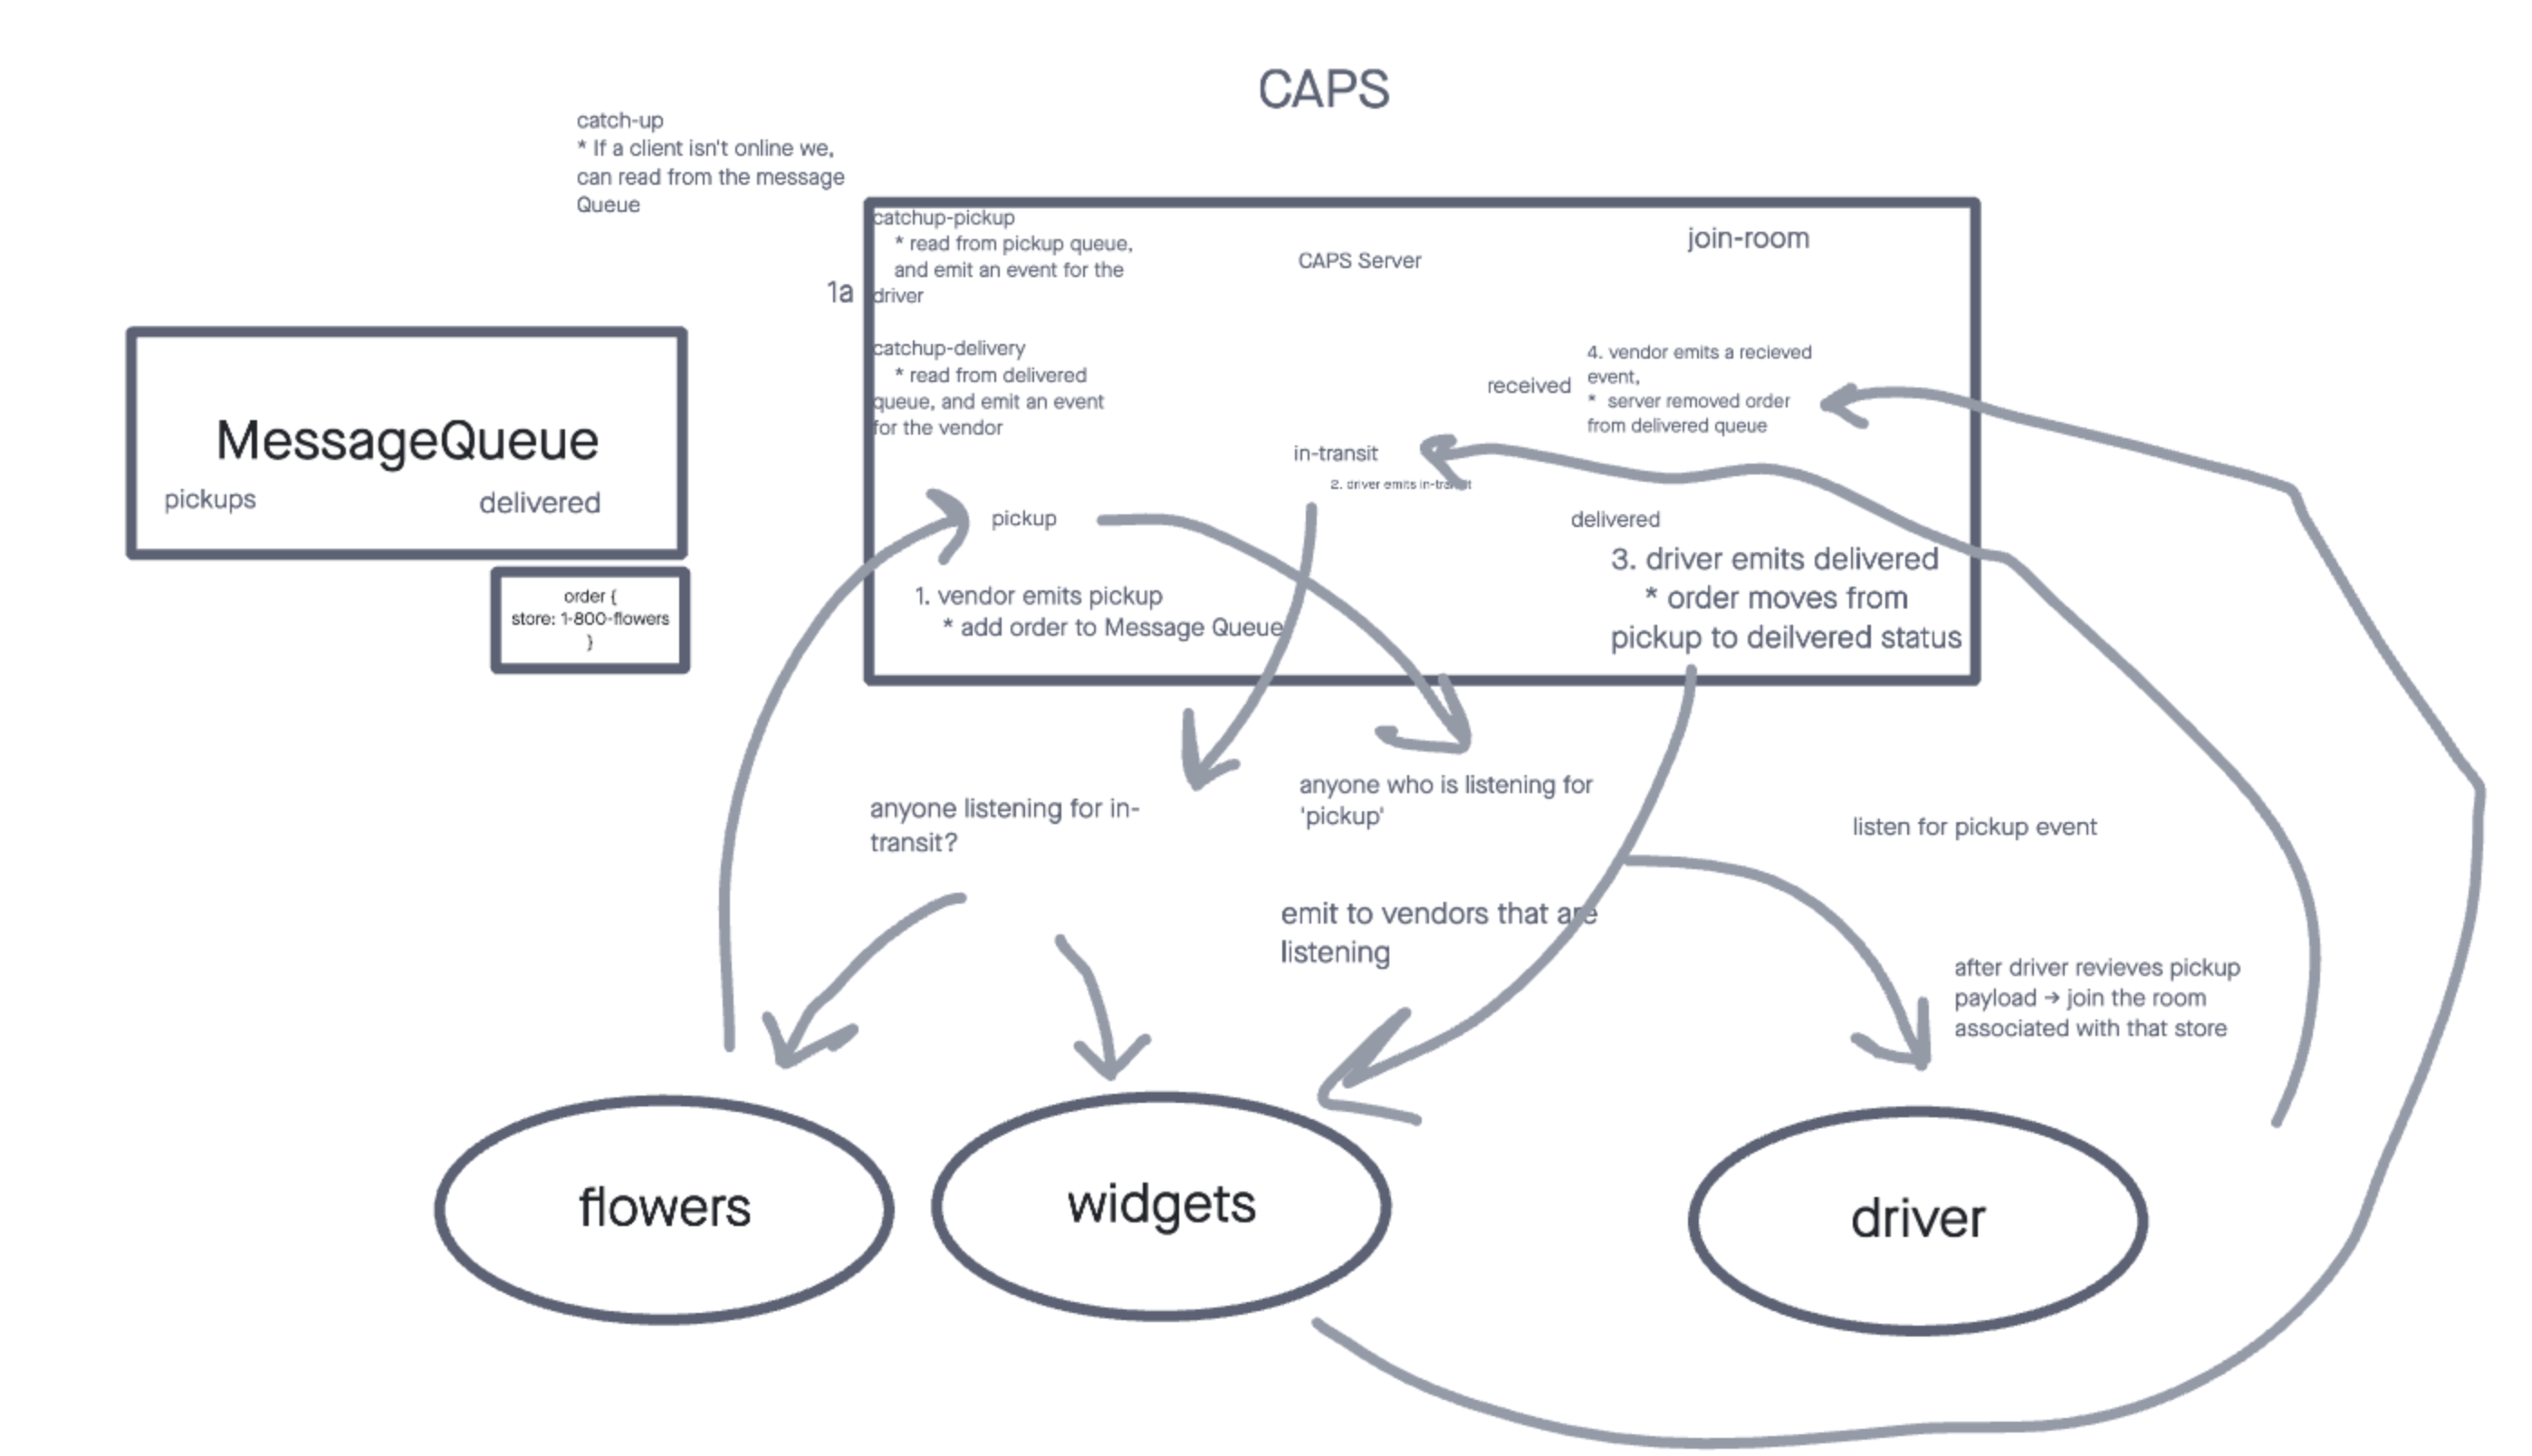 CAPS
catch-up
* If a client isn't online we,
can read from the message
Queue
catchup-pickup
* read from pickup queue,
and emit an event for the
driver
1a
CAPS Server
join-room
catchup-delivery
* read from delivered
queue, and emit an event
for the vendor
MessageQueue
pickups
delivered
order {
store: 1-800-flowers
}
received
4. vendor emits a recieved
event,
* server removed order
from delivered queue
in-transit
2. driver emits in-transit
pickup
1. vendor emits pickup
* add order to Message Queue
delivered
3. driver emits delivered
* order moves from
pickup to deilvered status
anyone listening for in-
transit?
anyone who is listening for
'pickup'
listen for pickup event
emit to vendors that are
listening
after driver revieves pickup
payload → join the room
associated with that store
flowers
widgets
driver